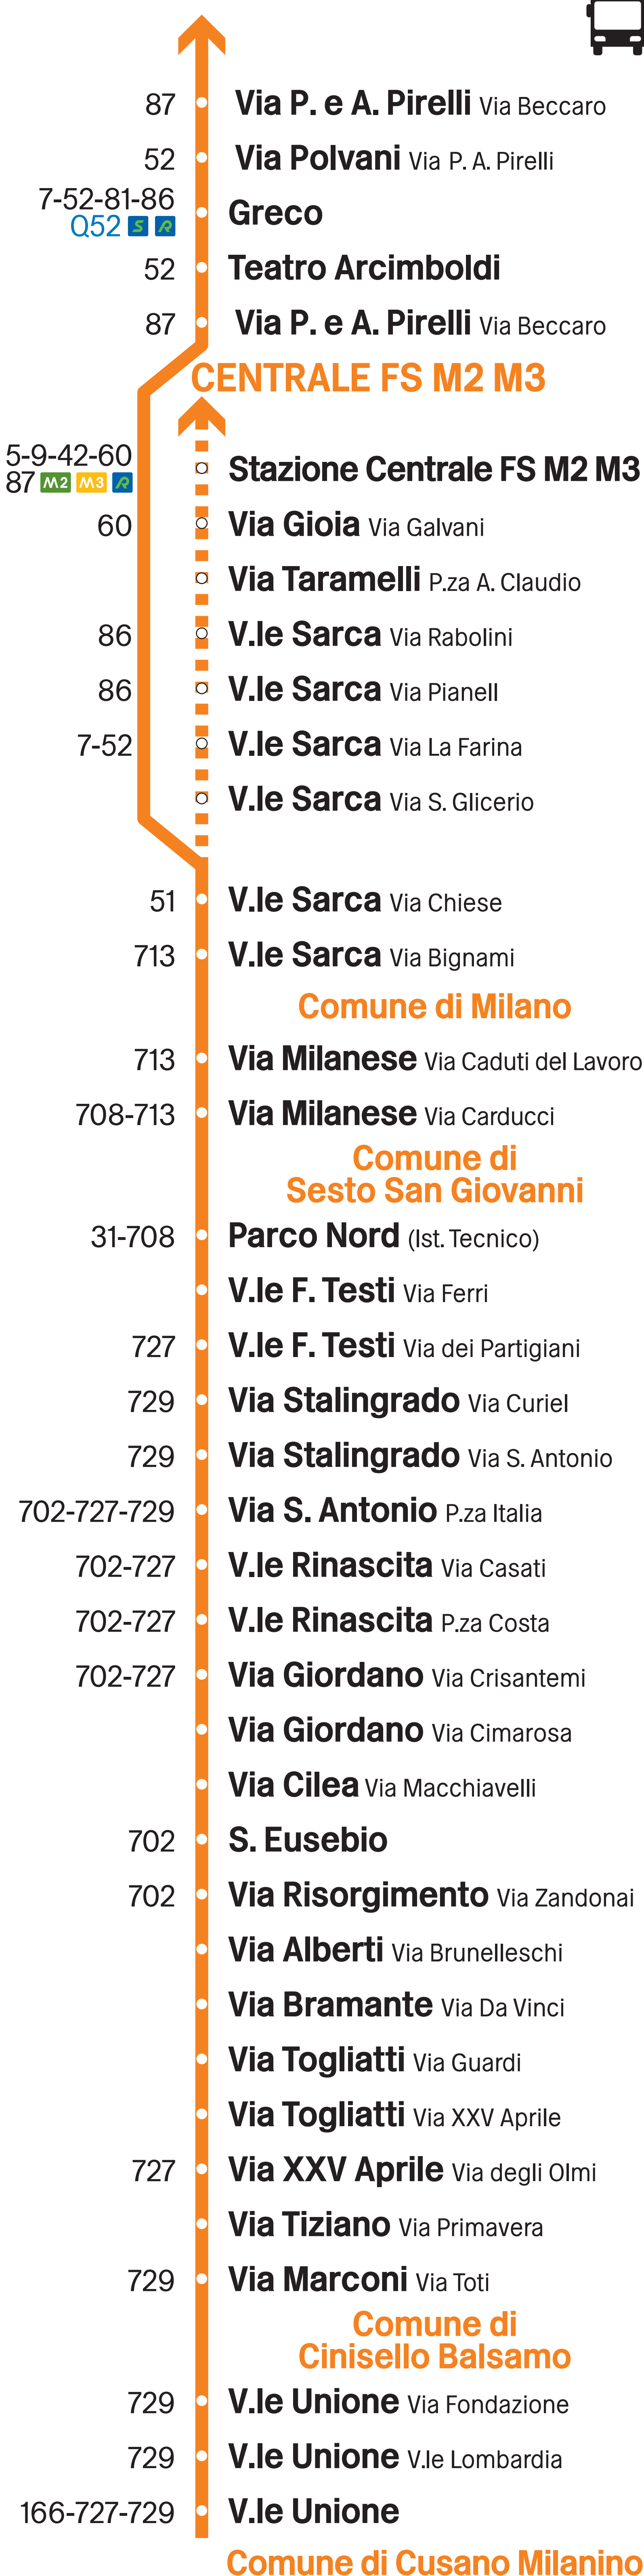 87 Via P. e A. Pirelli Via Beccaro
52 Via Polvani Via P. A. Pirelli
7-52-81-86
Q52 S R Greco
52 Teatro Arcimboldi
87 Via P. e A. Pirelli Via Beccaro
CENTRALE FS M2 M3
5-9-42-60
87 M2 M3 R Stazione Centrale FS M2 M3
60 Via Gioia Via Galvani
Via Taramelli P.za A. Claudio
86 V.le Sarca Via Rabolini
86 V.le Sarca Via Pianell
7-52 V.le Sarca Via La Farina
V.le Sarca Via S. Glicerio
51 V.le Sarca Via Chiese
713 V.le Sarca Via Bignami
Comune di Milano
713 Via Milanese Via Caduti del Lavoro
708-713 Via Milanese Via Carducci
Comune di
Sesto San Giovanni
31-708 Parco Nord (Ist. Tecnico)
V.le F. Testi Via Ferri
727 V.le F. Testi Via dei Partigiani
729 Via Stalingrado Via Curiel
729 Via Stalingrado Via S. Antonio
702-727-729 Via S. Antonio P.za Italia
702-727 V.le Rinascita Via Casati
702-727 V.le Rinascita P.za Costa
702-727 Via Giordano Via Crisantemi
Via Giordano Via Cimarosa
Via Cilea Via Macchiavelli
702 S. Eusebio
702 Via Risorgimento Via Zandonai
Via Alberti Via Brunelleschi
Via Bramante Via Da Vinci
Via Togliatti Via Guardi
Via Togliatti Via XXV Aprile
727 Via XXV Aprile Via degli Olmi
Via Tiziano Via Primavera
729 Via Marconi Via Toti
Comune di
Cinisello Balsamo
729 V.le Unione Via Fondazione
729 V.le Unione V.le Lombardia
166-727-729 V.le Unione
Comune di Cusano Milanino